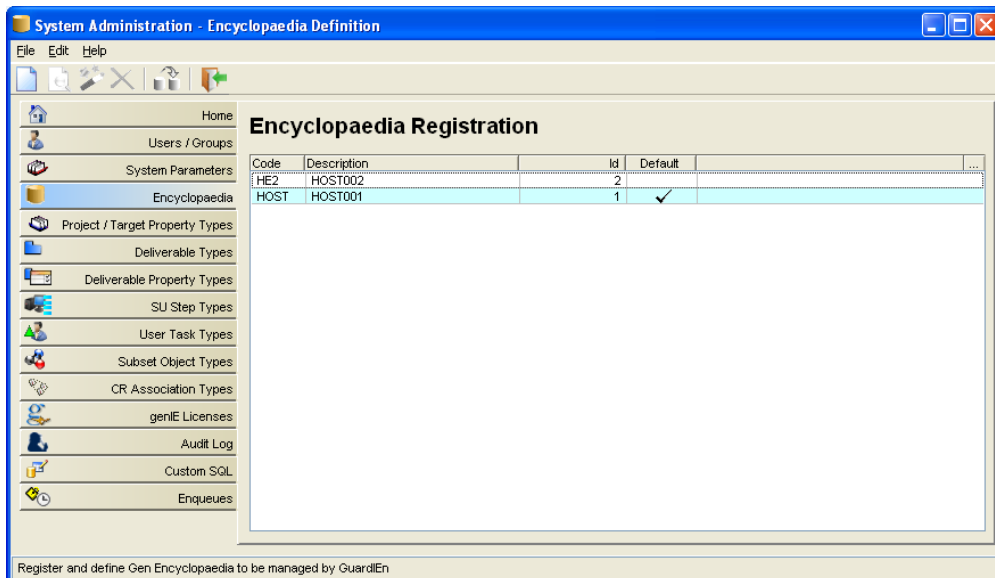 System Administration - Encyclopaedia Definition
File Edit Help
Home
Users / Groups
System Parameters
Encyclopaedia
Project / Target Property Types
Deliverable Types
Deliverable Property Types
SU Step Types
User Task Types
Subset Object Types
CR Association Types
genIE Licenses
Audit Log
Custom SQL
Enqueues
Encyclopaedia Registration
Code Description Id Default ...
HE2 HOST002 2
HOST HOST001 1 ✓
Register and define Gen Encyclopaedia to be managed by GuardIEn